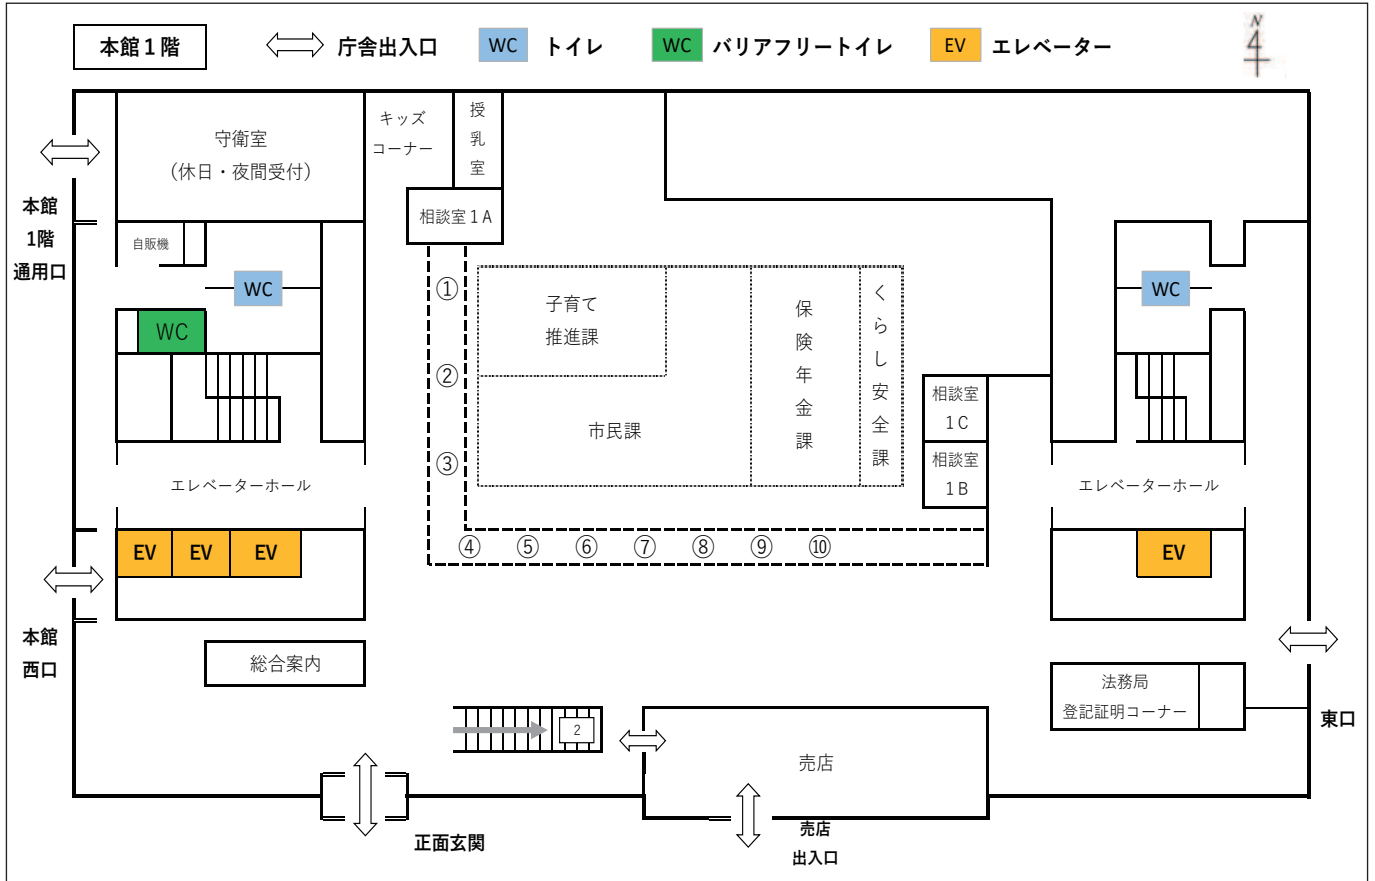 本館１階
庁舎出入口
WC
トイレ
WC
バリアフリートイレ
EV
エレベーター
N
守衛室
(休日・夜間受付)
キッズ
コーナー
授乳室
相談室１A
本館
1階
通用口
自販機
WC
WC
WC
①
②
③
子育て
推進課
市民課
保険年金課
くらし安全課
相談室
１C
相談室
１B
エレベーターホール
エレベーターホール
④
⑤
⑥
⑦
⑧
⑨
⑩
EV
EV
EV
EV
本館
西口
総合案内
法務局
登記証明コーナー
東口
2
売店
正面玄関
売店
出入口